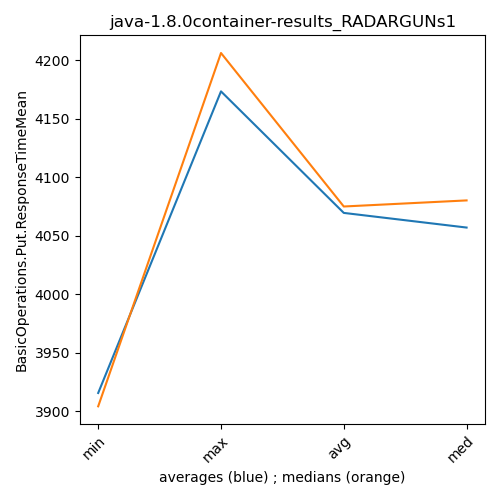 java-1.8.0container-results_RADARGUNs1
BasicOperations.Put.ResponseTimeMean
4200
4150
4100
4050
4000
3950
3900
min
max
avg
med
averages (blue) ; medians (orange)